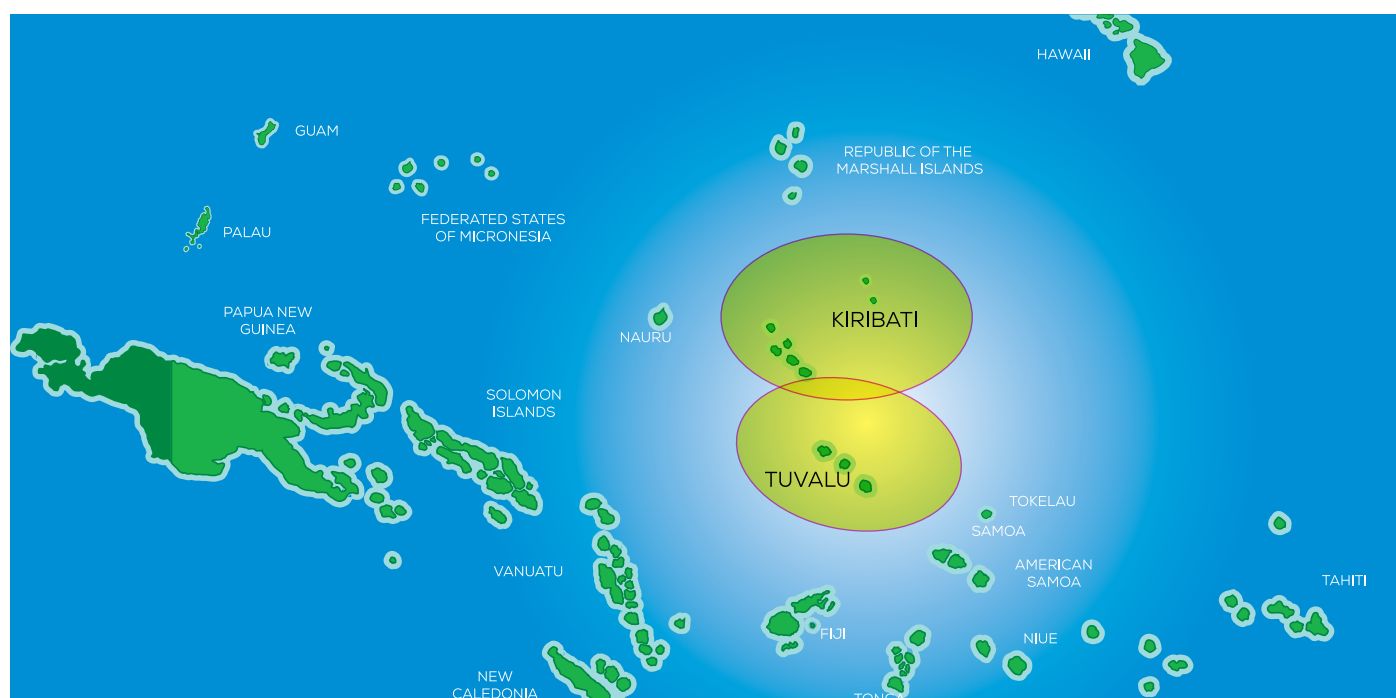 HAWAII
GUAM
REPUBLIC OF THE
MARSHALL ISLANDS
FEDERATED STATES
OF MICRONESIA
PALAU
PAPUA NEW
GUINEA
KIRIBATI
NAURU
SOLOMON
ISLANDS
TUVALU
TOKELAU
SAMOA
AMERICAN
SAMOA
VANUATU
TAHITI
FIJI
NIUE
NEW
CALEDONIA
TONGA